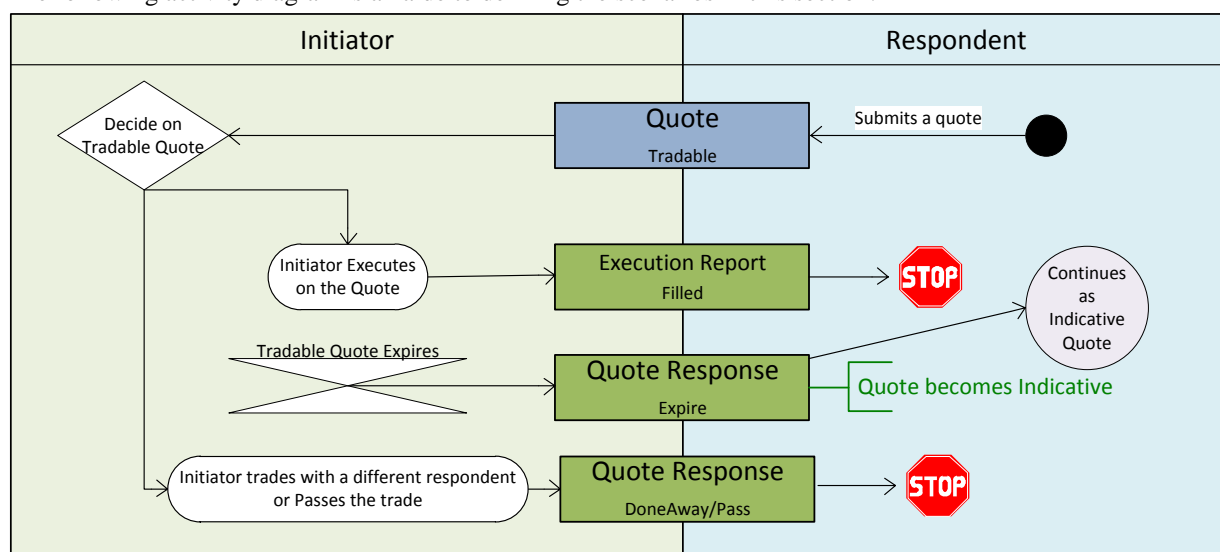 Initiator
Respondent
Decide on
Tradable Quote
Quote
Tradable
Submits a quote
Initiator Executes
on the Quote
Execution Report
Filled
STOP
Continues
as
Indicative
Quote
Tradable Quote Expires
Quote Response
Expire
Quote becomes Indicative
Initiator trades with a different respondent
or Passes the trade
Quote Response
DoneAway/Pass
STOP